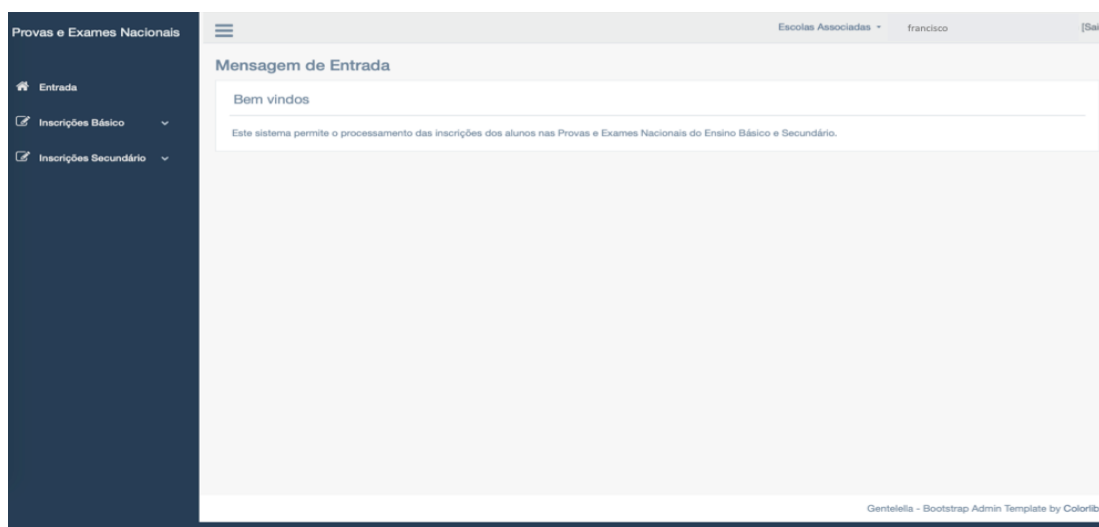 Provas e Exames Nacionais
Escolas Associadas
francisco
[Sai
Mensagem de Entrada
Entrada
Bem vindos
Inscrições Básico
Este sistema permite o processamento das inscrições dos alunos nas Provas e Exames Nacionais do Ensino Básico e Secundário.
Inscrições Secundário
Gentelella - Bootstrap Admin Template by Colorlib